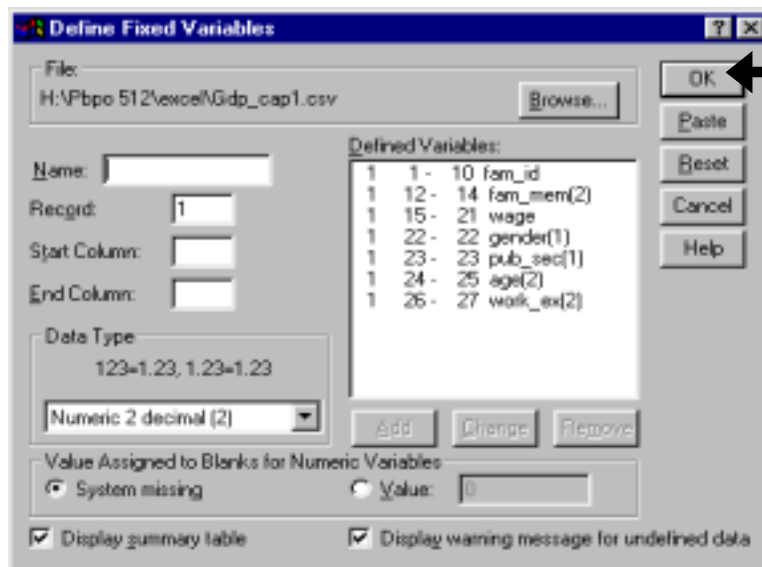 Define Fixed Variables
File:
H:\Pbpo 512\excel\Gdp_cap1.csv
Browse...
OK
Paste
Reset
Cancel
Help
Name:
Record: 1
Start Column:
End Column:
Defined Variables:
1 1 - 10 fam_id
1 12 - 14 fam_mem(2)
1 15 - 21 wage
1 22 - 22 gender(1)
1 23 - 23 pub_sec(1)
1 24 - 25 age(2)
1 26 - 27 work_ex(2)
Data Type
123=1.23, 1.23=1.23
Numeric 2 decimal (2)
Add Change Remove
Value Assigned to Blanks for Numeric Variables
System missing
Value: 0
Display summary table
Display warning message for undefined data